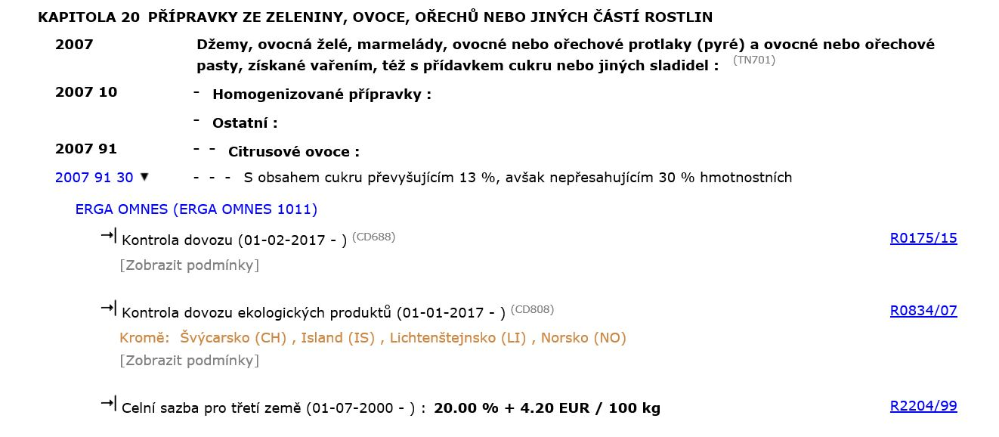 KAPITOLA 20 PŘÍPRAVKY ZE ZELENINY, OVOCE, OŘECHŮ NEBO JINÝCH ČÁSTÍ ROSTLIN
2007 Džemy, ovocná želé, marmelády, ovocné nebo ořechové protlaky (pyré) a ovocné nebo ořechové
pasty, získané vařením, též s přídavkem cukru nebo jiných sladidel : (TN701)
2007 10 - Homogenizované přípravky :
- Ostatní :
2007 91 - - Citrusové ovoce :
2007 91 30 ▼ - - - S obsahem cukru převyšujícím 13 %, avšak nepřesahujícím 30 % hmotnostních
ERGA OMNES (ERGA OMNES 1011)
Kontrola dovozu (01-02-2017 - ) (CD688) R0175/15
[Zobrazit podmínky]
Kontrola dovozu ekologických produktů (01-01-2017 - ) (CD808) R0834/07
Kromě: Švýcarsko (CH) , Island (IS) , Lichtenštejnsko (LI) , Norsko (NO)
[Zobrazit podmínky]
Celní sazba pro třetí země (01-07-2000 - ) : 20.00 % + 4.20 EUR / 100 kg R2204/99